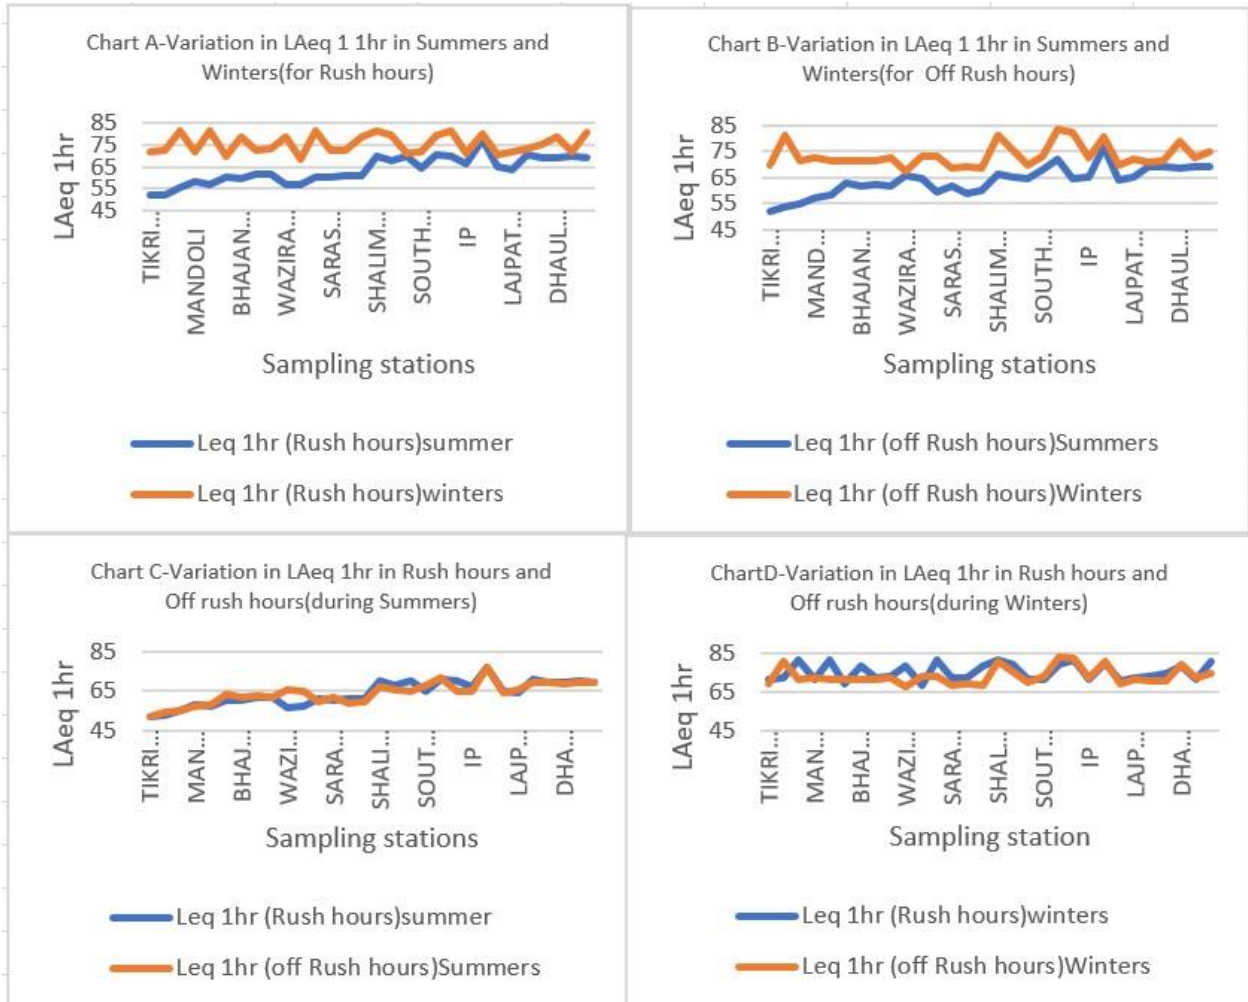 Chart A-Variation in LAeq 1 1hr in Summers and
Winters(for Rush hours)
85
75
65
55
45
LAeq 1hr
TIKRI...
MANDOLI
BHAJAN...
WAZIRA...
SARAS...
SHALIM...
SOUTH...
IP
LAJPAT...
DHAUL...
Sampling stations
Leq 1hr (Rush hours)summer
Leq 1hr (Rush hours)winters
Chart B-Variation in LAeq 1 1hr in Summers and
Winters(for Off Rush hours)
85
75
65
55
45
LAeq 1hr
TIKRI...
MAND...
BHAJAN...
WAZIRA...
SARAS...
SHALIM...
SOUTH...
IP
LAJPAT...
DHAUL...
Sampling stations
Leq 1hr (off Rush hours)Summers
Leq 1hr (off Rush hours)Winters
Chart C-Variation in LAeq 1hr in Rush hours and
Off rush hours(during Summers)
85
65
45
LAeq 1hr
TIKRI...
MAN...
BHAJ...
WAZI...
SARA...
SHALI...
SOUT...
IP
LAJP...
DHA...
Sampling stations
Leq 1hr (Rush hours)summer
Leq 1hr (off Rush hours)Summers
ChartD-Variation in LAeq 1hr in Rush hours and
Off rush hours(during Winters)
85
65
45
LAeq 1hr
TIKRI...
MAN...
BHAJ...
WAZI...
SARA...
SHAL...
SOUT...
IP
LAJP...
DHA...
Sampling station
Leq 1hr (Rush hours)winters
Leq 1hr (off Rush hours)Winters